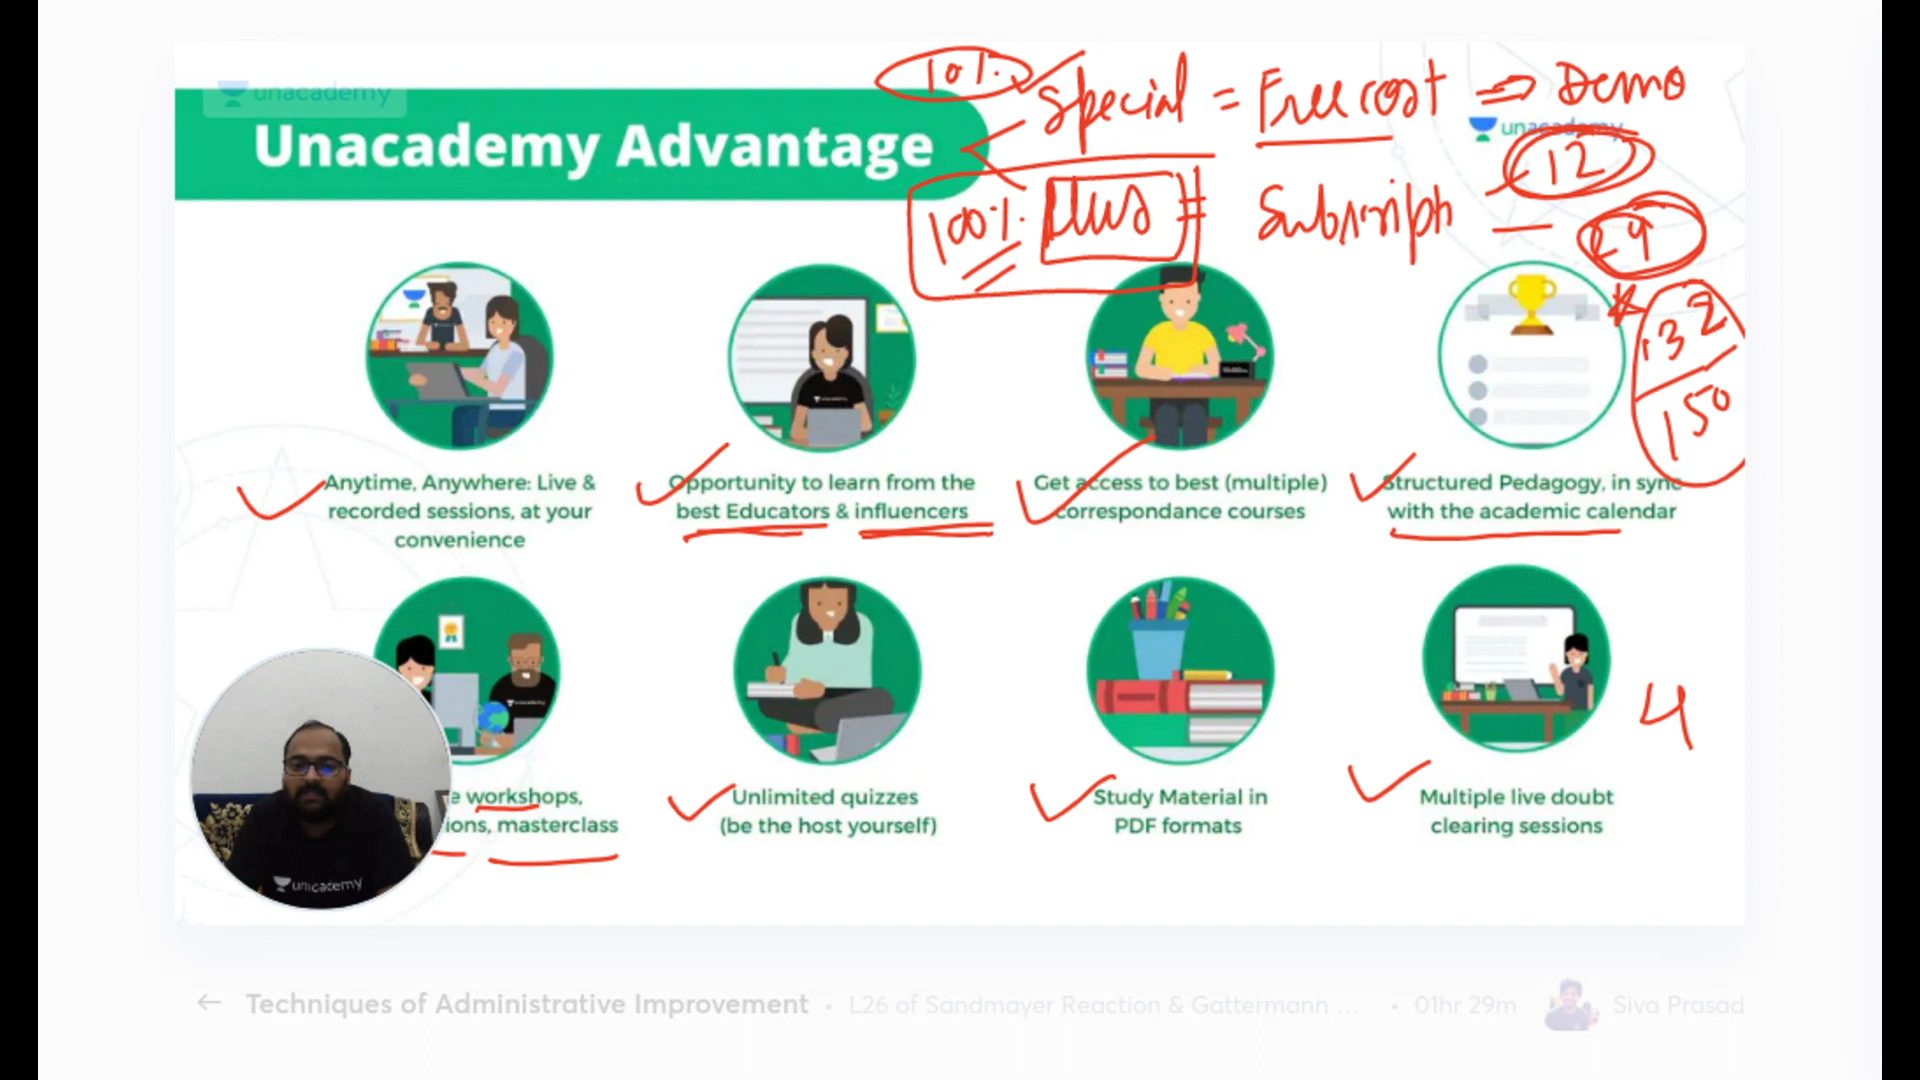 unacademy
Unacademy Advantage
10%. Special = Free cost ⇒ Demo
unacademy
100%. Plus = Subscriptn - 12
- 24
132
150
Anytime, Anywhere: Live &
recorded sessions, at your
convenience
Opportunity to learn from the
best Educators & influencers
Get access to best (multiple)
correspondance courses
Structured Pedagogy, in sync
with the academic calendar
workshops,
masterclass
Unlimited quizzes
(be the host yourself)
Study Material in
PDF formats
Multiple live doubt
clearing sessions
4
unacademy
← Techniques of Administrative Improvement • L26 of Sandmayer Reaction & Gattermann ... • 01hr 29m Siva Prasad